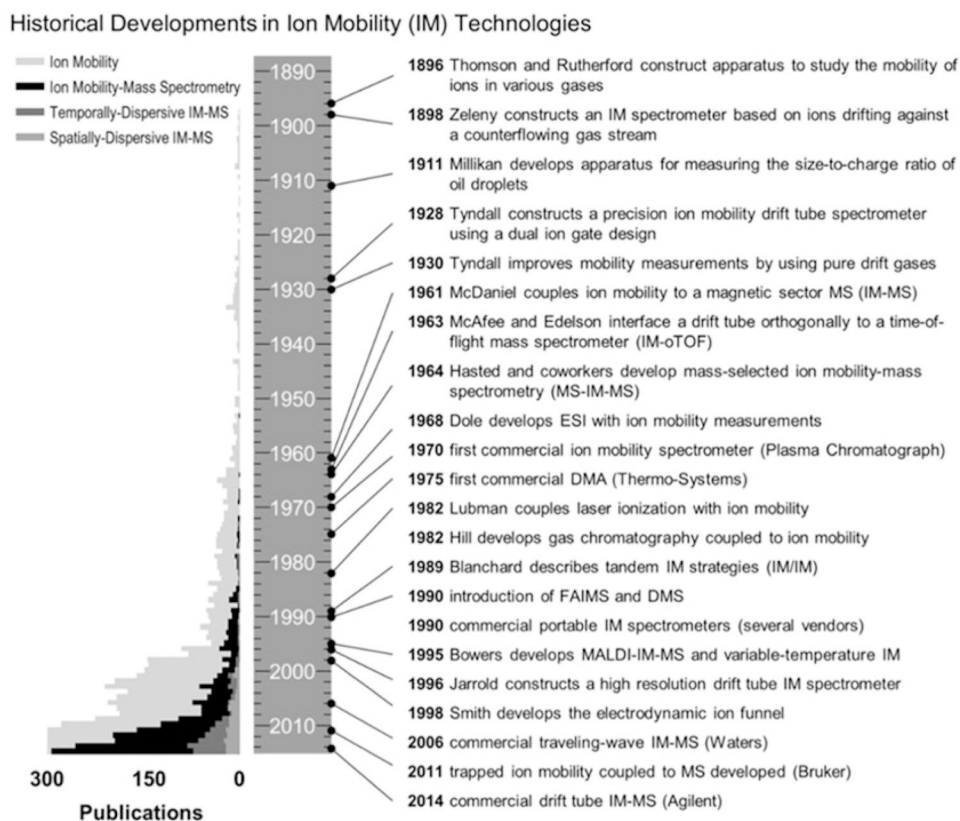 Historical Developments in Ion Mobility (IM) Technologies
Ion Mobility
Ion Mobility-Mass Spectrometry
Temporally-Dispersive IM-MS
Spatially-Dispersive IM-MS
1890
1900
1910
1920
1930
1940
1950
1960
1970
1980
1990
2000
2010
300 150 0
Publications
1896 Thomson and Rutherford construct apparatus to study the mobility of
ions in various gases
1898 Zeleny constructs an IM spectrometer based on ions drifting against
a counterflowing gas stream
1911 Millikan develops apparatus for measuring the size-to-charge ratio of
oil droplets
1928 Tyndall constructs a precision ion mobility drift tube spectrometer
using a dual ion gate design
1930 Tyndall improves mobility measurements by using pure drift gases
1961 McDaniel couples ion mobility to a magnetic sector MS (IM-MS)
1963 McAfee and Edelson interface a drift tube orthogonally to a time-of-
flight mass spectrometer (IM-oTOF)
1964 Hasted and coworkers develop mass-selected ion mobility-mass
spectrometry (MS-IM-MS)
1968 Dole develops ESI with ion mobility measurements
1970 first commercial ion mobility spectrometer (Plasma Chromatograph)
1975 first commercial DMA (Thermo-Systems)
1982 Lubman couples laser ionization with ion mobility
1982 Hill develops gas chromatography coupled to ion mobility
1989 Blanchard describes tandem IM strategies (IM/IM)
1990 introduction of FAIMS and DMS
1990 commercial portable IM spectrometers (several vendors)
1995 Bowers develops MALDI-IM-MS and variable-temperature IM
1996 Jarrold constructs a high resolution drift tube IM spectrometer
1998 Smith develops the electrodynamic ion funnel
2006 commercial traveling-wave IM-MS (Waters)
2011 trapped ion mobility coupled to MS developed (Bruker)
2014 commercial drift tube IM-MS (Agilent)